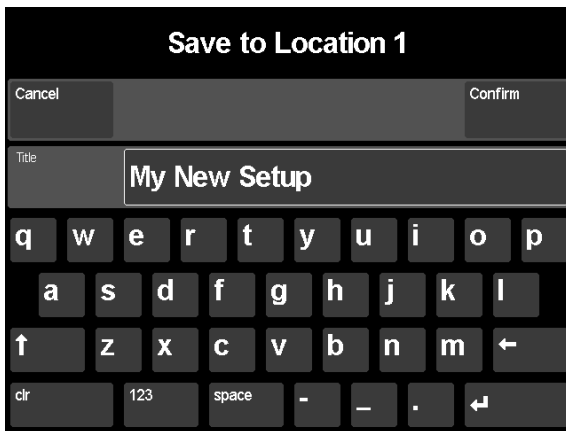 Save to Location 1
Cancel Confirm
Title My New Setup
q w e r t y u i o p
a s d f g h j k l
↑ z x c v b n m ←
clr 123 space - _ . ↵